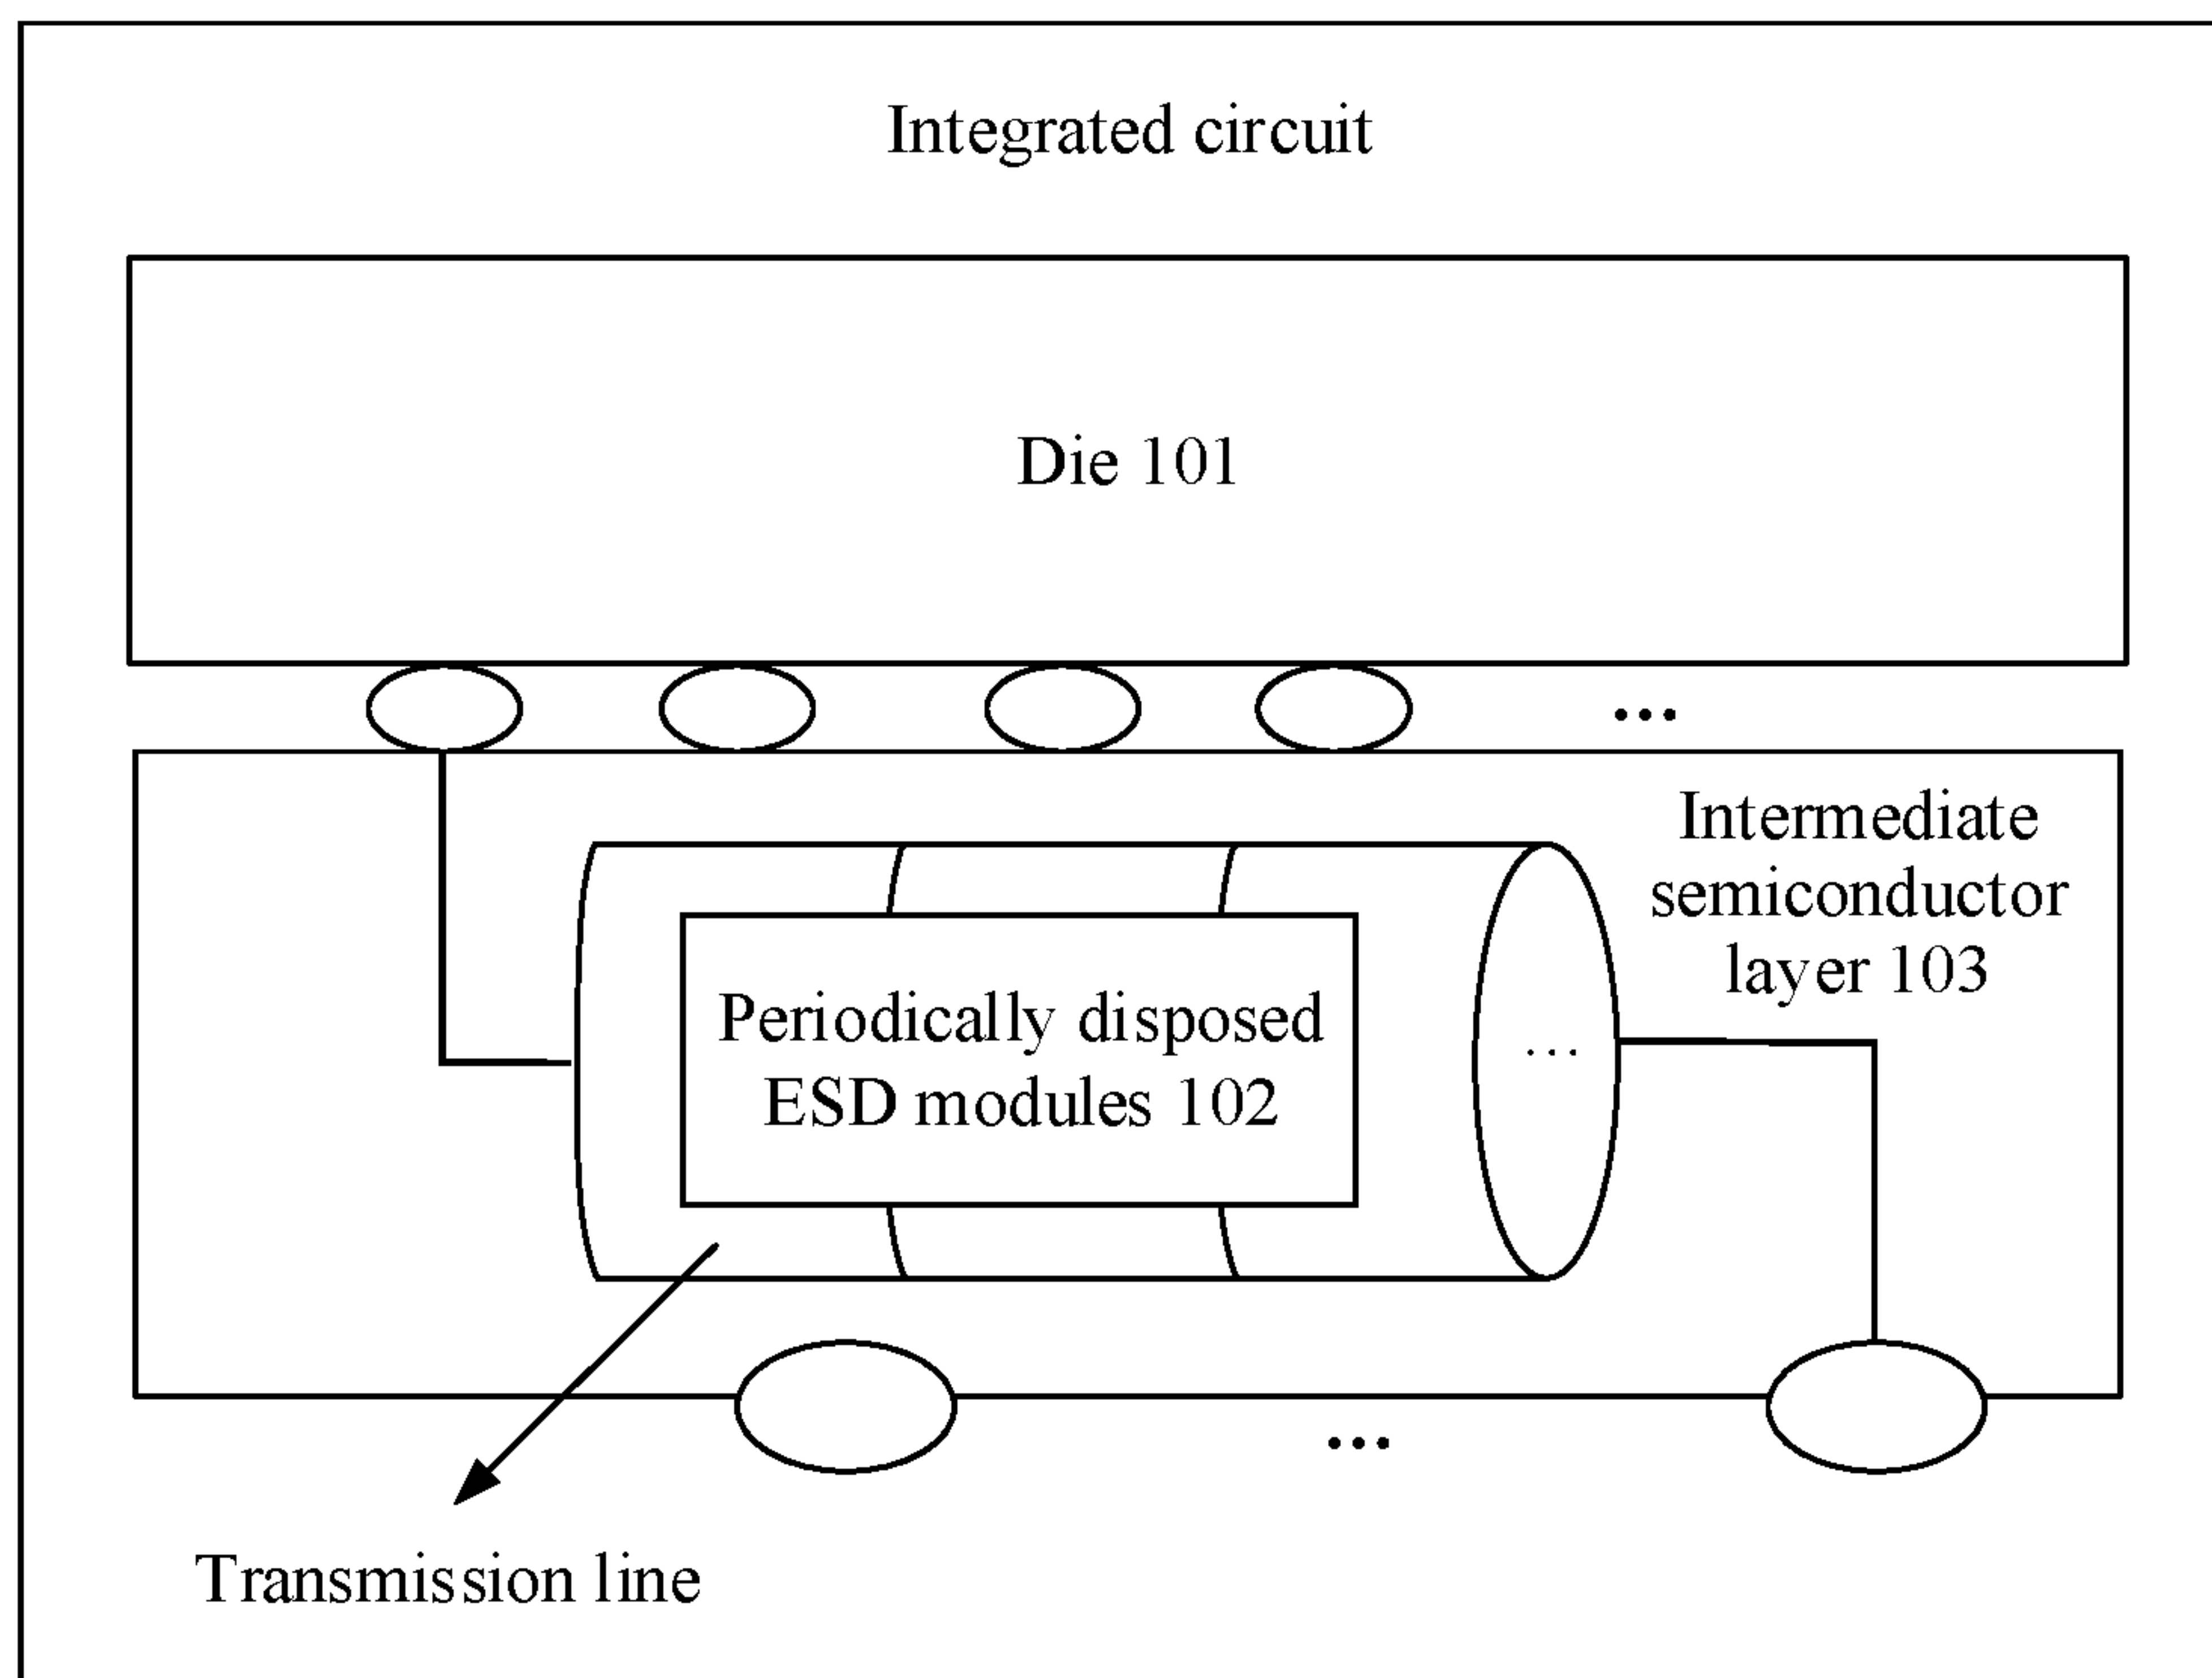 Integrated circuit
Die 101
...
Intermediate
semiconductor
layer 103
Periodically disposed
ESD modules 102
...
...
Transmission line